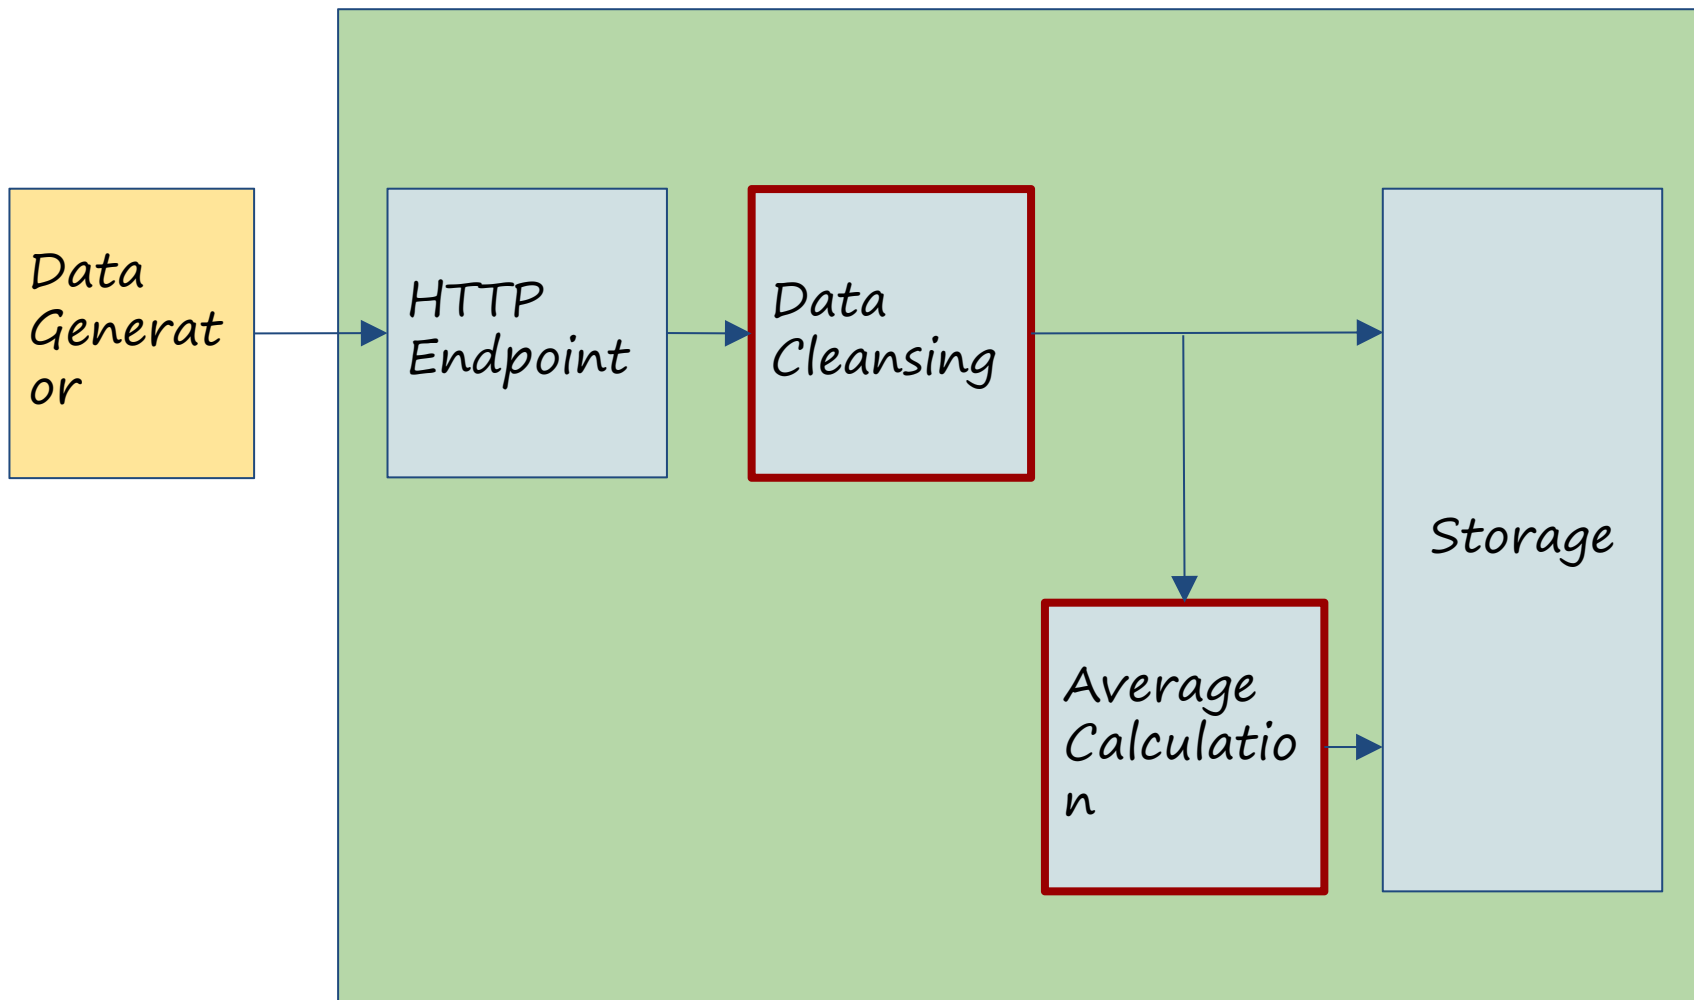 Data
Generat
or
HTTP
Endpoint
Data
Cleansing
Storage
Average
Calculatio
n